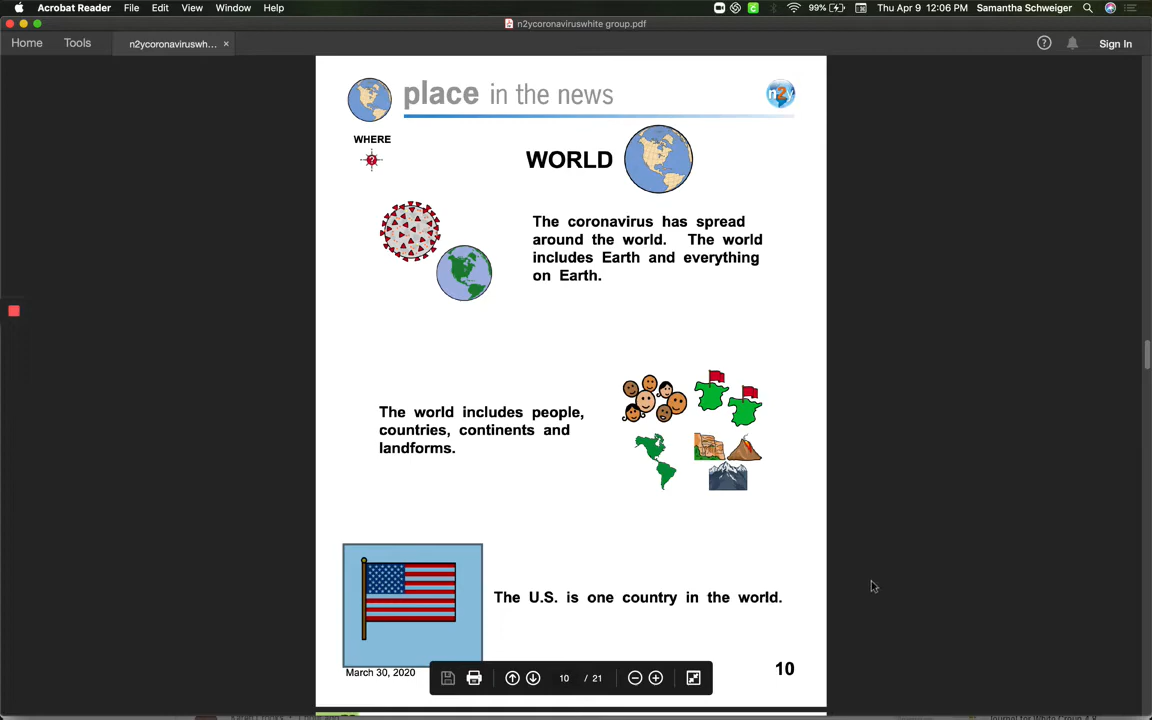 Acrobat Reader File Edit View Window Help 99% Thu Apr 9 12:06 PM Samantha Schweiger
n2ycoronaviruswhite group.pdf
Home Tools n2ycoronaviruswh... × Sign In
place in the news n2y
WHERE
?
WORLD
The coronavirus has spread
around the world. The world
includes Earth and everything
on Earth.
The world includes people,
countries, continents and
landforms.
The U.S. is one country in the world.
March 30, 2020
10 / 21
10